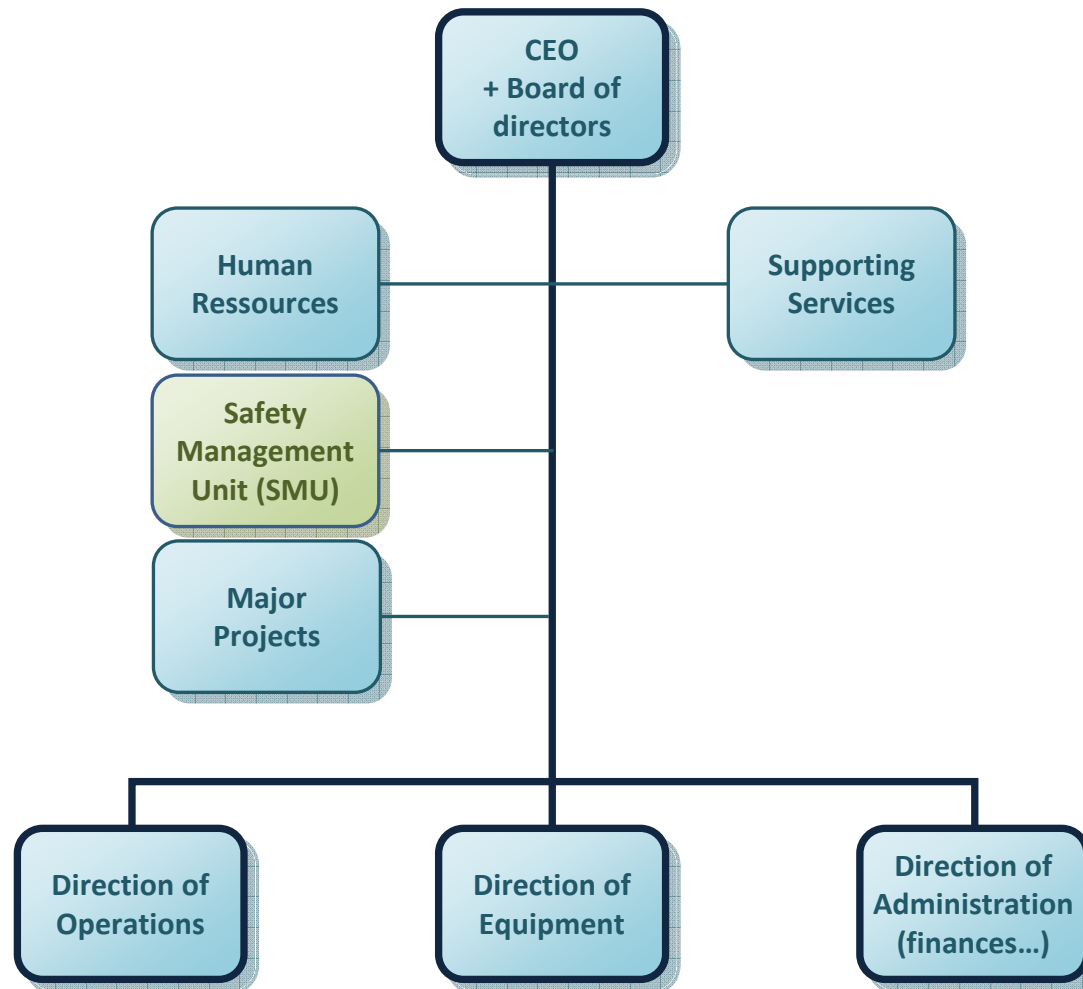 CEO
+ Board of
directors
Human
Ressources
Supporting
Services
Safety
Management
Unit (SMU)
Major
Projects
Direction of
Operations
Direction of
Equipment
Direction of
Administration
(finances…)